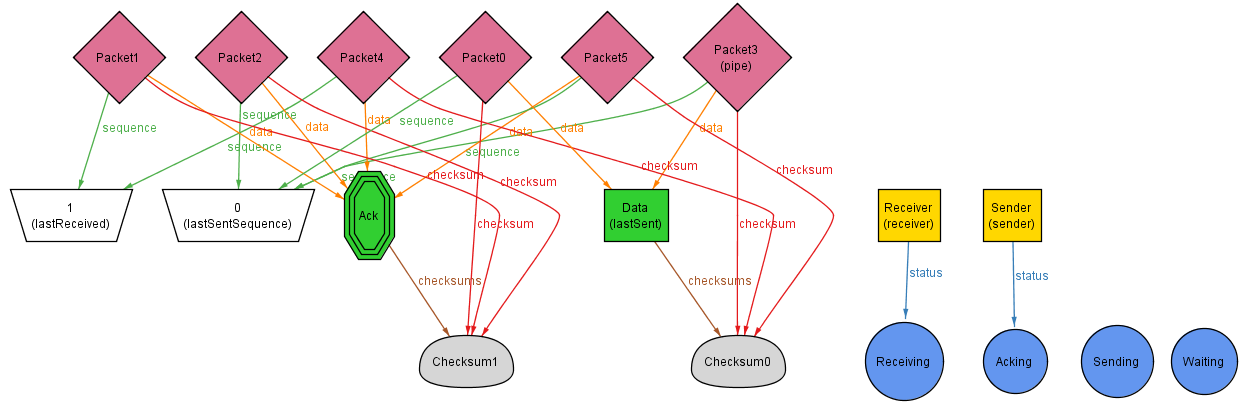 Packet1
Packet2
Packet4
Packet0
Packet5
Packet3
(pipe)
sequence
sequence
data
sequence
data
data
sequence
data
sequence
data
data
checksum
checksum
sequence
checksum
checksum
checksum
checksum
1
(lastReceived)
0
(lastSentSequence)
Ack
Data
(lastSent)
Receiver
(receiver)
Sender
(sender)
checksums
checksums
status
status
Checksum1
Checksum0
Receiving
Acking
Sending
Waiting